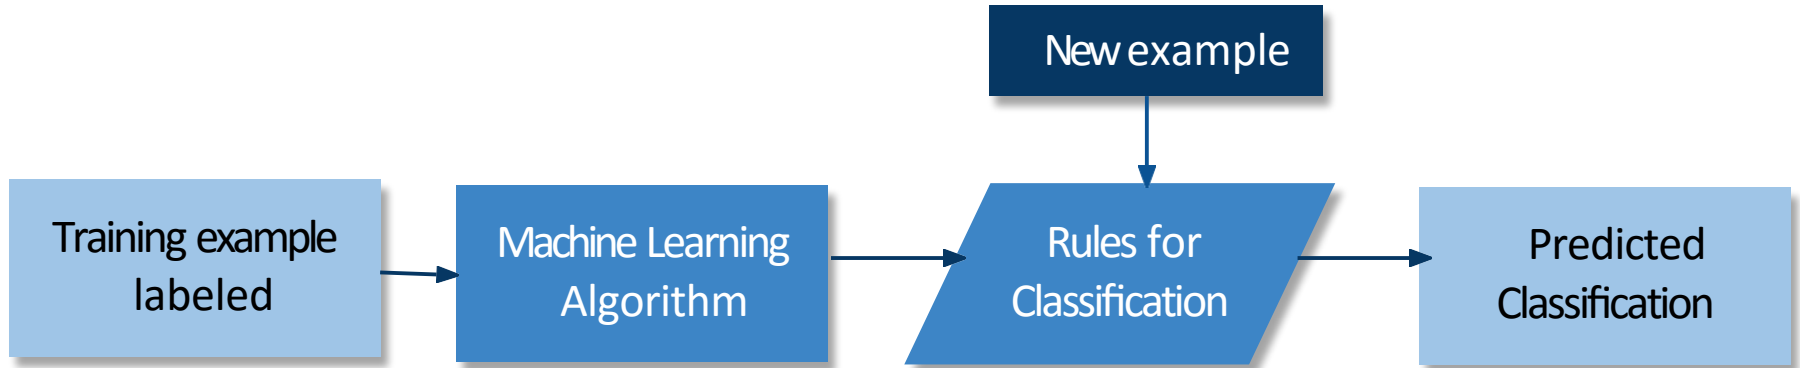 New example
Training example
labeled
Machine Learning
Algorithm
Rules for
Classification
Predicted
Classification